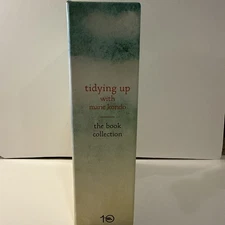 tidying up
with
marie kondo
the book
collection